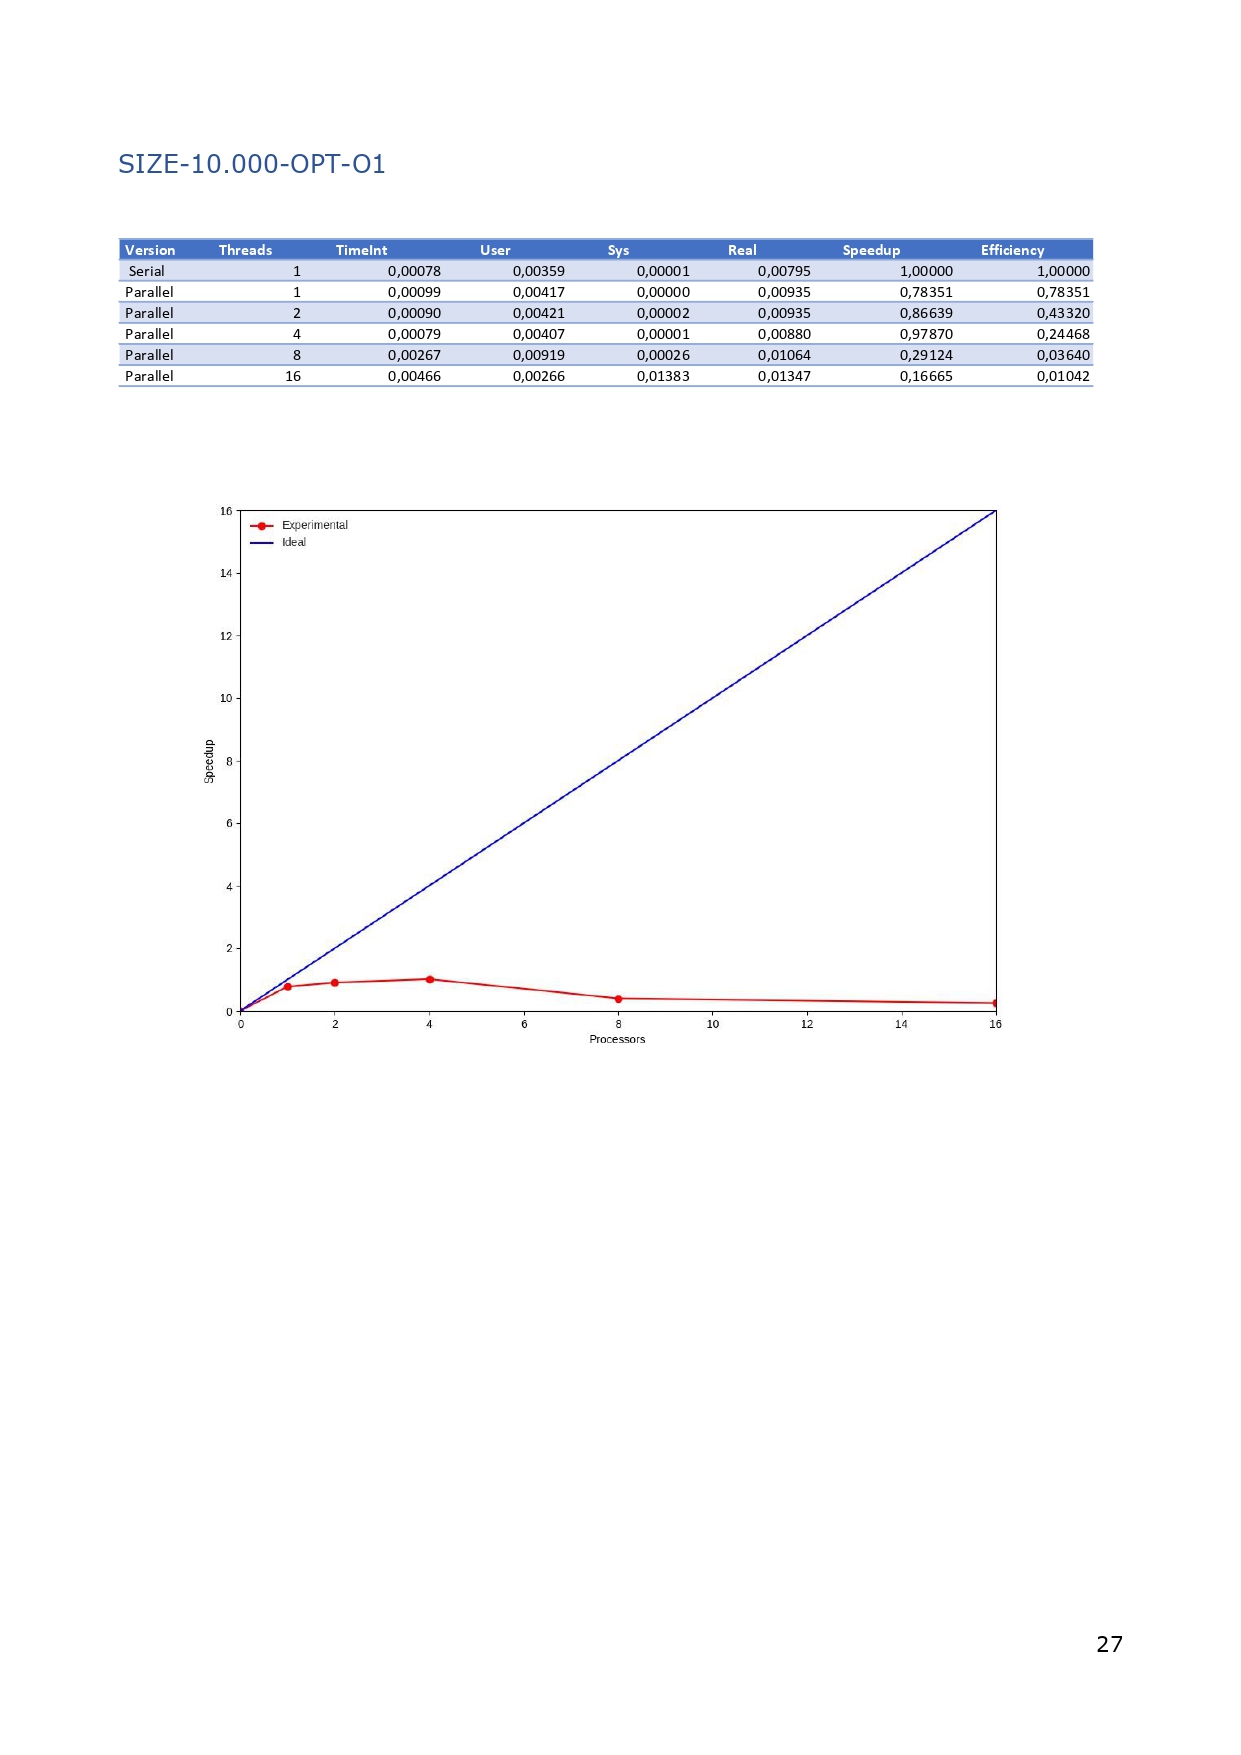 SIZE-10.000-OPT-O1
Version Threads TimeInt User Sys Real Speedup Efficiency
Serial 1 0,00078 0,00359 0,00001 0,00795 1,00000 1,00000
Parallel 1 0,00099 0,00417 0,00000 0,00935 0,78351 0,78351
Parallel 2 0,00090 0,00421 0,00002 0,00935 0,86639 0,43320
Parallel 4 0,00079 0,00407 0,00001 0,00880 0,97870 0,24468
Parallel 8 0,00267 0,00919 0,00026 0,01064 0,29124 0,03640
Parallel 16 0,00466 0,00266 0,01383 0,01347 0,16665 0,01042
Experimental
Ideal
16
14
12
10
8
6
4
2
0
Speedup
0 2 4 6 8 10 12 14 16
Processors
27